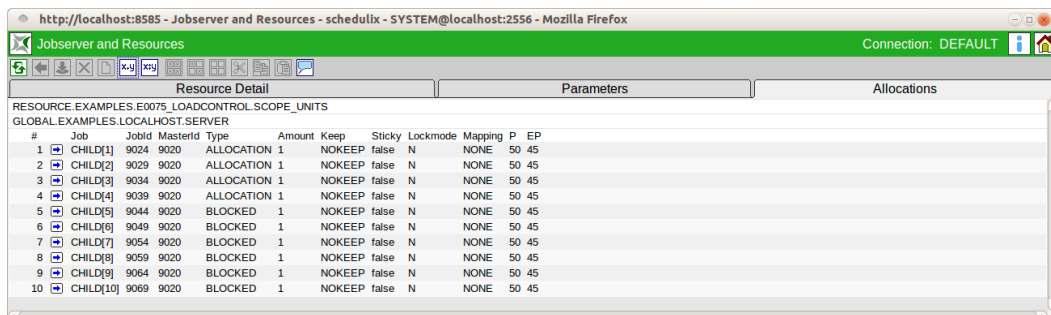 http://localhost:8585 - Jobserver and Resources - schedulix - SYSTEM@localhost:2556 - Mozilla Firefox
Jobserver and Resources Connection: DEFAULT i
x,y x:y
Resource Detail Parameters Allocations
RESOURCE.EXAMPLES.E0075_LOADCONTROL.SCOPE_UNITS
GLOBAL.EXAMPLES.LOCALHOST.SERVER
# Job JobId MasterId Type Amount Keep Sticky Lockmode Mapping P EP
1 CHILD[1] 9024 9020 ALLOCATION 1 NOKEEP false N NONE 50 45
2 CHILD[2] 9029 9020 ALLOCATION 1 NOKEEP false N NONE 50 45
3 CHILD[3] 9034 9020 ALLOCATION 1 NOKEEP false N NONE 50 45
4 CHILD[4] 9039 9020 ALLOCATION 1 NOKEEP false N NONE 50 45
5 CHILD[5] 9044 9020 BLOCKED 1 NOKEEP false N NONE 50 45
6 CHILD[6] 9049 9020 BLOCKED 1 NOKEEP false N NONE 50 45
7 CHILD[7] 9054 9020 BLOCKED 1 NOKEEP false N NONE 50 45
8 CHILD[8] 9059 9020 BLOCKED 1 NOKEEP false N NONE 50 45
9 CHILD[9] 9064 9020 BLOCKED 1 NOKEEP false N NONE 50 45
10 CHILD[10] 9069 9020 BLOCKED 1 NOKEEP false N NONE 50 45